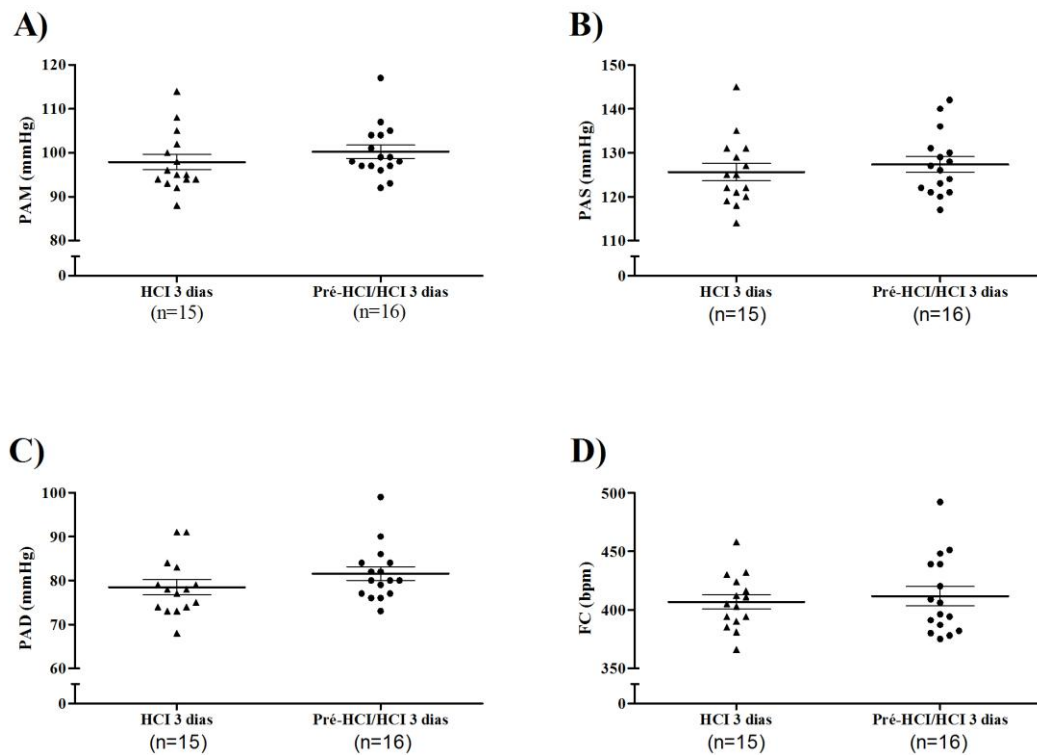 A)
PAM (mmHg)
120
110
100
90
80
0
HCI 3 dias
(n=15)
Pré-HCI/HCI 3 dias
(n=16)
B)
PAS (mmHg)
150
140
130
120
110
0
HCI 3 dias
(n=15)
Pré-HCI/HCI 3 dias
(n=16)
C)
PAD (mmHg)
100
90
80
70
60
0
HCI 3 dias
(n=15)
Pré-HCI/HCI 3 dias
(n=16)
D)
FC (bpm)
500
450
400
350
0
HCI 3 dias
(n=15)
Pré-HCI/HCI 3 dias
(n=16)